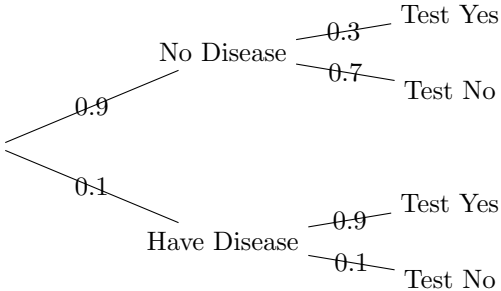 Test Yes
0.3
No Disease
0.7
Test No
0.9
0.1
Test Yes
0.9
Have Disease
0.1
Test No